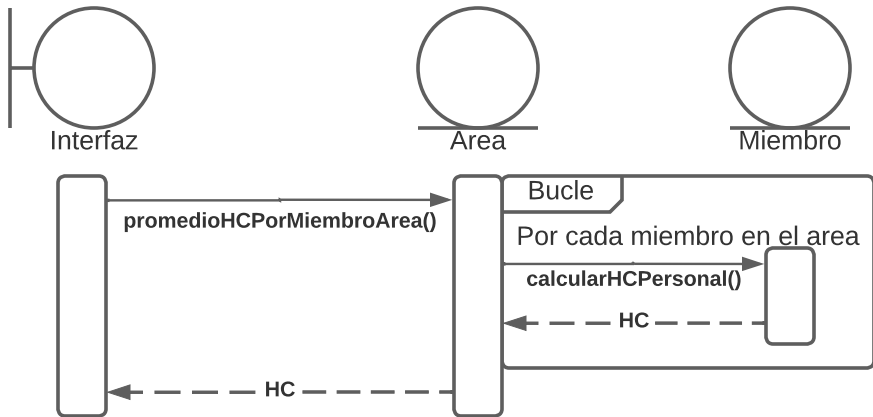 Interfaz
Area
Miembro
Bucle
promedioHCPorMiembroArea()
Por cada miembro en el area
calcularHCPersonal()
HC
HC